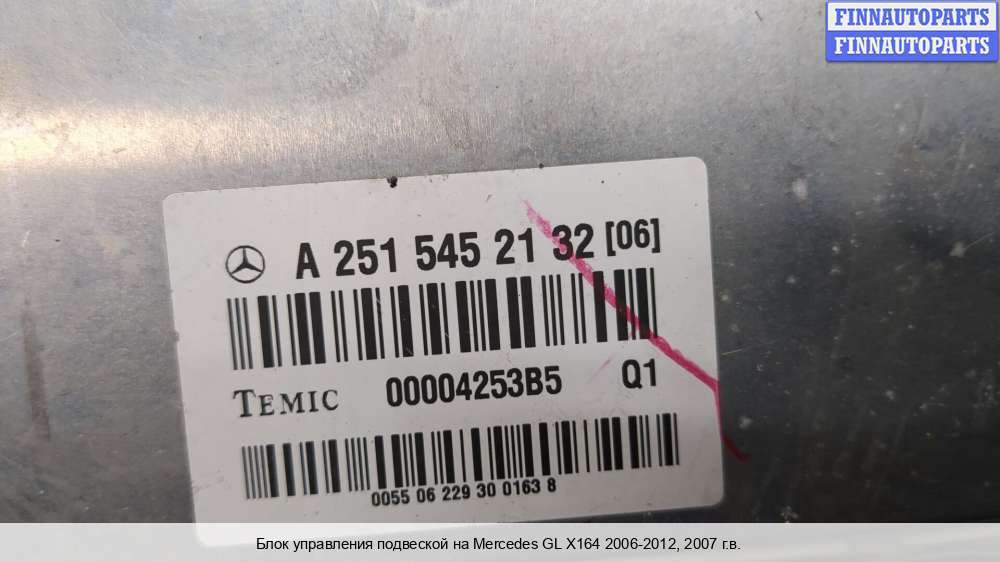 FINNAUTOPARTS
FINNAUTOPARTS
A 251 545 21 32 [06]
TEMIC 00004253B5 Q1
0055 06 229 30 0163 8
Блок управления подвеской на Mercedes GL X164 2006-2012, 2007 г.в.